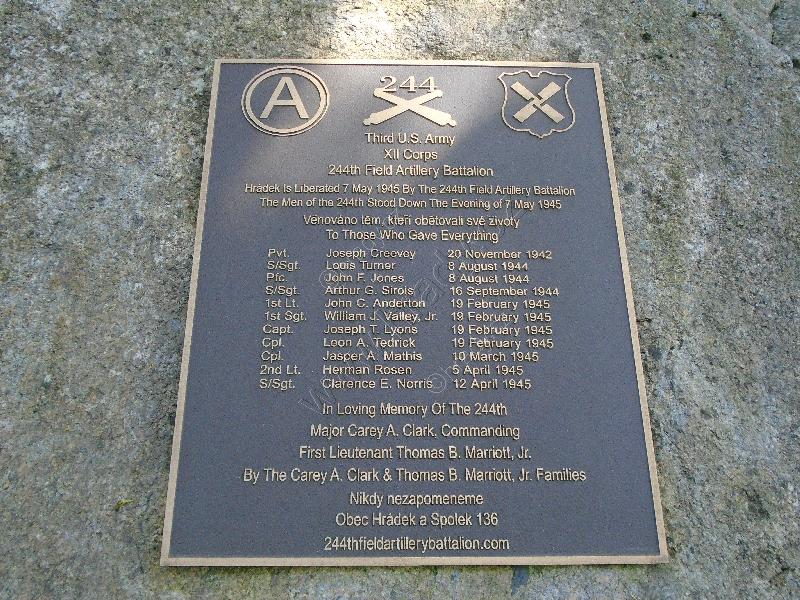 A
244
Third U.S. Army
XII Corps
244th Field Artillery Battalion
Hrádek Is Liberated 7 May 1945 By The 244th Field Artillery Battalion
The Men of the 244th Stood Down The Evening of 7 May 1945
Věnováno těm, kteří obětovali své životy
To Those Who Gave Everything
Pvt. Joseph Creevey 20 November 1942
S/Sgt. Louis Turner 8 August 1944
Pfc. John F. Jones 8 August 1944
S/Sgt. Arthur G. Sirois 16 September 1944
1st Lt. John C. Anderton 19 February 1945
1st Sgt. William J. Valley, Jr. 19 February 1945
Capt. Joseph T. Lyons 19 February 1945
Cpl. Leon A. Tedrick 19 February 1945
Cpl. Jasper A. Mathis 10 March 1945
2nd Lt. Herman Rosen 5 April 1945
S/Sgt. Clarence E. Norris 12 April 1945
In Loving Memory Of The 244th
Major Carey A. Clark, Commanding
First Lieutenant Thomas B. Marriott, Jr.
By The Carey A. Clark & Thomas B. Marriott, Jr. Families
Nikdy nezapomeneme
Obec Hrádek a Spolek 136
244thfieldartillerybattalion.com